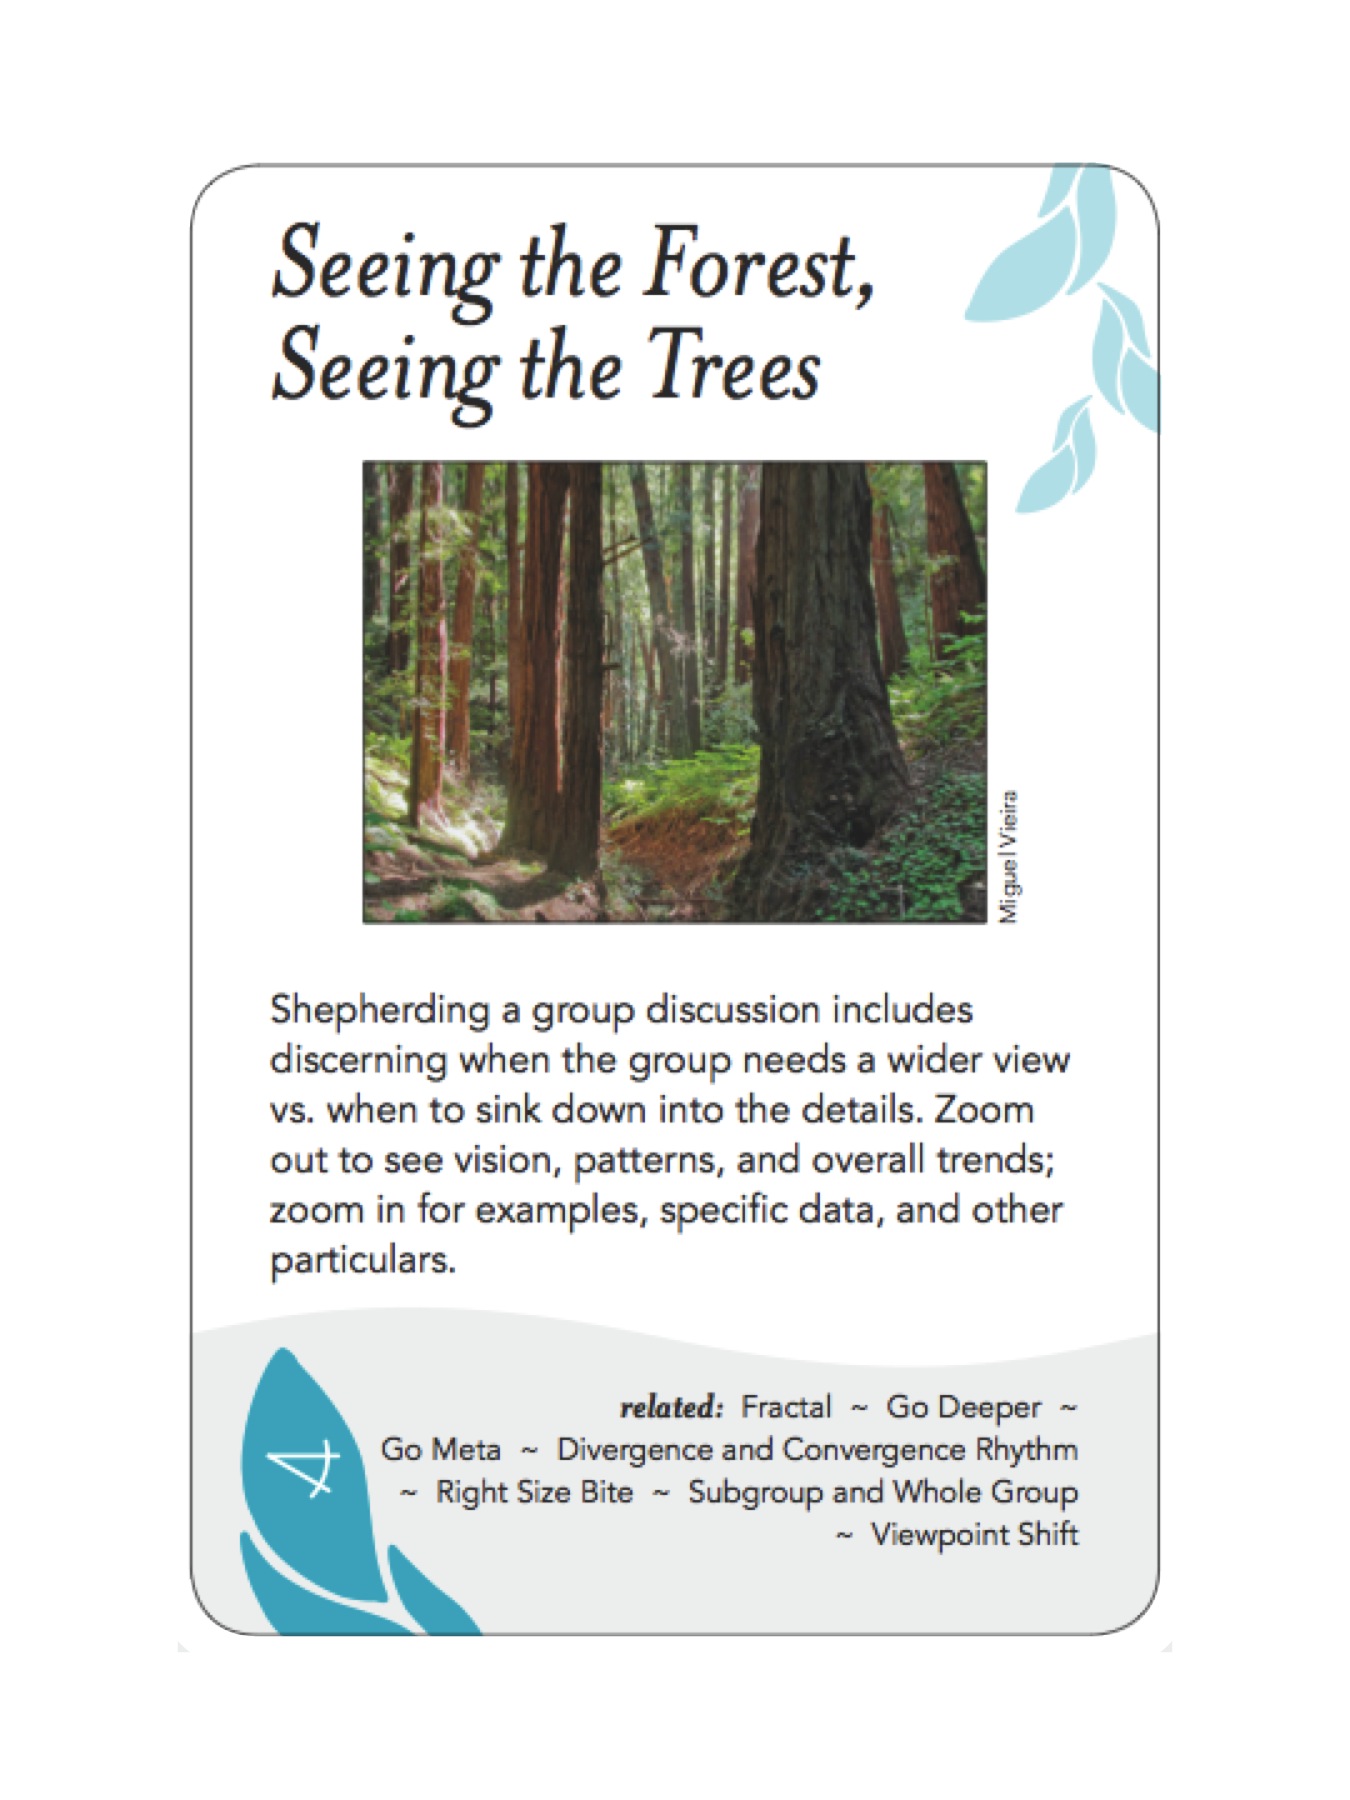 Seeing the Forest,
Seeing the Trees
Miguel Vieira
Shepherding a group discussion includes
discerning when the group needs a wider view
vs. when to sink down into the details. Zoom
out to see vision, patterns, and overall trends;
zoom in for examples, specific data, and other
particulars.
related: Fractal ~ Go Deeper ~
Go Meta ~ Divergence and Convergence Rhythm
~ Right Size Bite ~ Subgroup and Whole Group
~ Viewpoint Shift